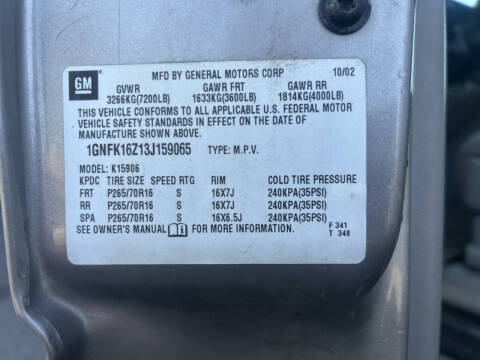 GM
MFD BY GENERAL MOTORS CORP 10/02
GVWR GAWR FRT GAWR RR
3266KG(7200LB) 1633KG(3600LB) 1814KG(4000LB)
THIS VEHICLE CONFORMS TO ALL APPLICABLE U.S. FEDERAL MOTOR
VEHICLE SAFETY STANDARDS IN EFFECT ON THE DATE OF
MANUFACTURE SHOWN ABOVE.
1GNFK16Z13J159065 TYPE: M.P.V.
MODEL: K15906
KPDC TIRE SIZE SPEED RTG RIM COLD TIRE PRESSURE
FRT P265/70R16 S 16X7J 240KPA(35PSI)
RR P265/70R16 S 16X7J 240KPA(35PSI)
SPA P265/70R16 S 16X6.5J 240KPA(35PSI)
SEE OWNER'S MANUAL FOR MORE INFORMATION. F 341
T 348